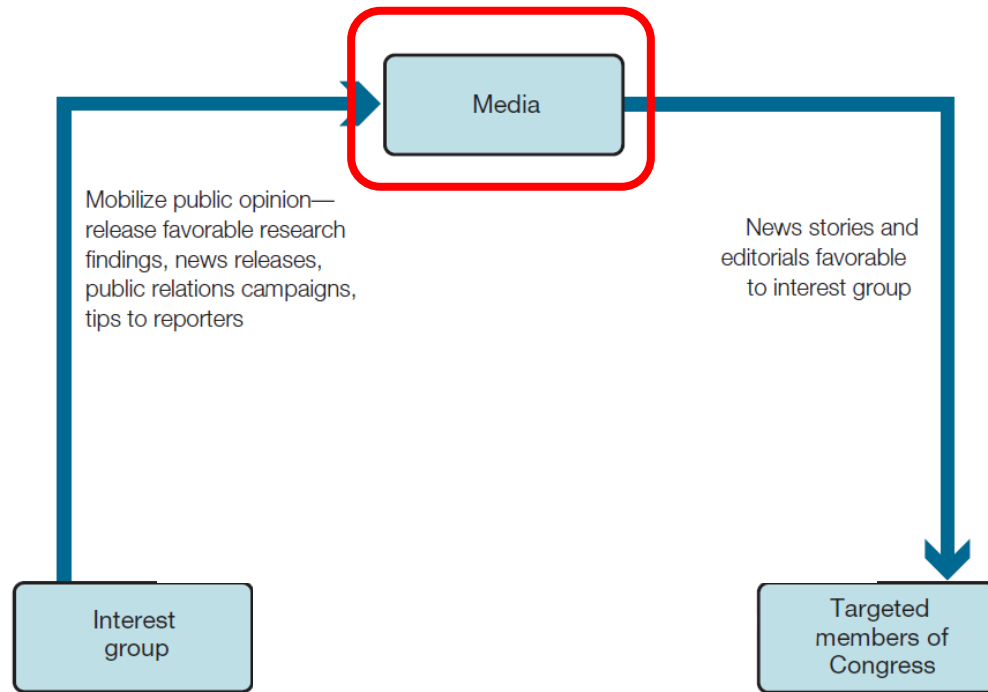 Media
Mobilize public opinion—
release favorable research
findings, news releases,
public relations campaigns,
tips to reporters
News stories and
editorials favorable
to interest group
Interest
group
Targeted
members of
Congress